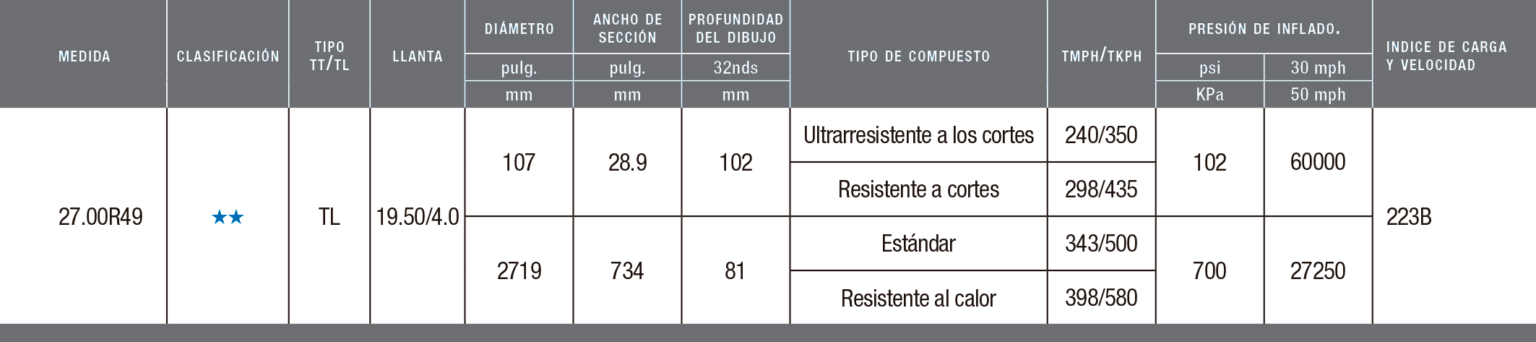 MEDIDA
CLASIFICACIÓN
TIPO
TT/TL
LLANTA
DIÁMETRO
pulg.
mm
ANCHO DE
SECCIÓN
pulg.
mm
PROFUNDIDAD
DEL DIBUJO
32nds
mm
TIPO DE COMPUESTO
TMPH/TKPH
PRESIÓN DE INFLADO.
psi
30 mph
KPa
50 mph
INDICE DE CARGA
Y VELOCIDAD
27.00R49
★★
TL
19.50/4.0
107
28.9
102
2719
734
81
Ultrarresistente a los cortes
240/350
Resistente a cortes
298/435
Estándar
343/500
Resistente al calor
398/580
102
60000
700
27250
223B